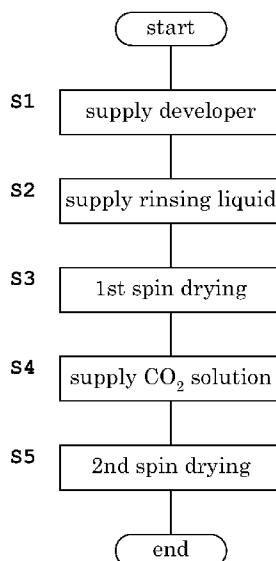 start
S1 supply developer
S2 supply rinsing liquid
S3 1st spin drying
S4 supply CO₂ solution
S5 2nd spin drying
end